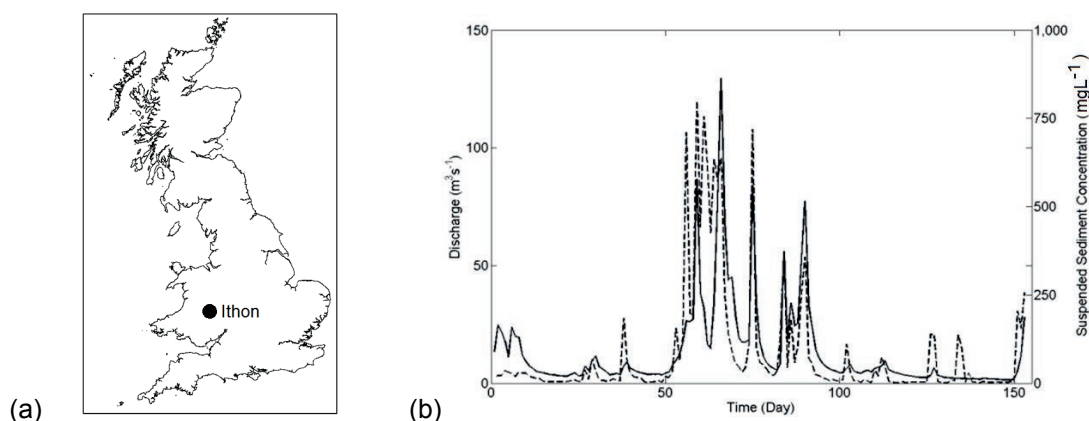 Ithon
(a)
(b)
150
100
50
0
Discharge (m³s⁻¹)
0
50
100
150
Time (Day)
1,000
750
500
250
0
Suspended Sediment Concentration (mgL⁻¹)